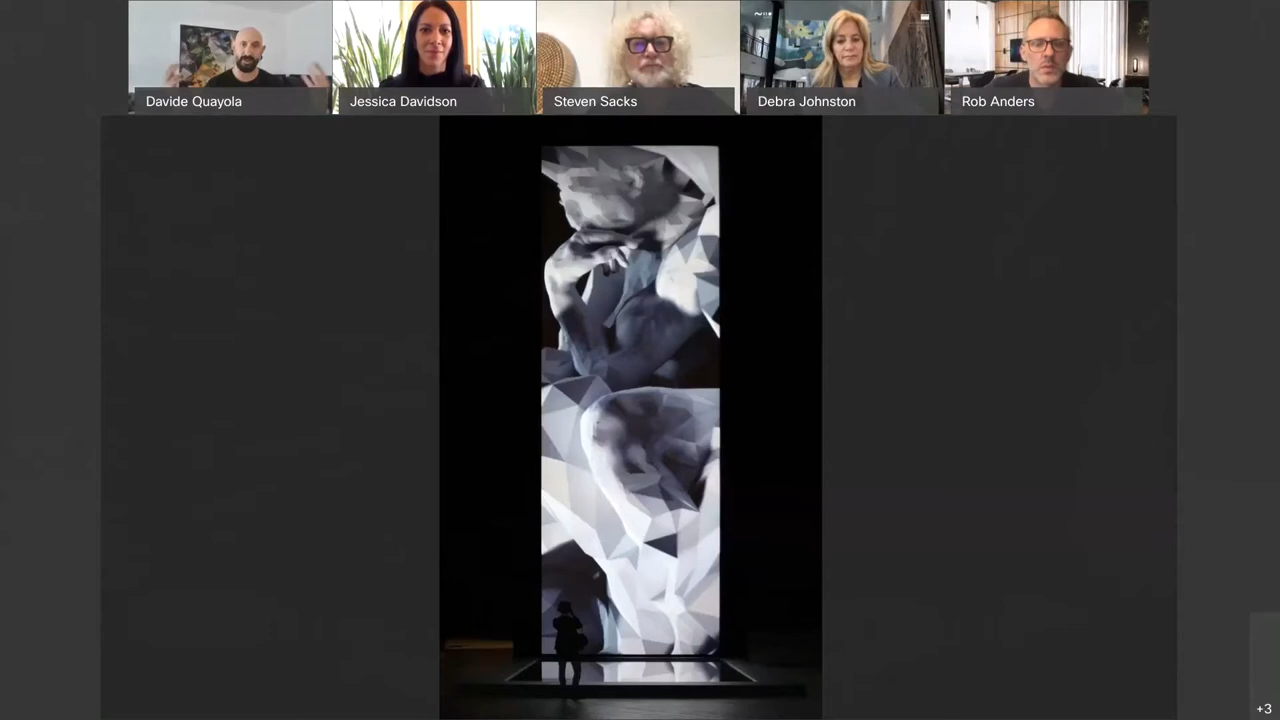 Davide Quayola
Jessica Davidson
Steven Sacks
Debra Johnston
Rob Anders
+3